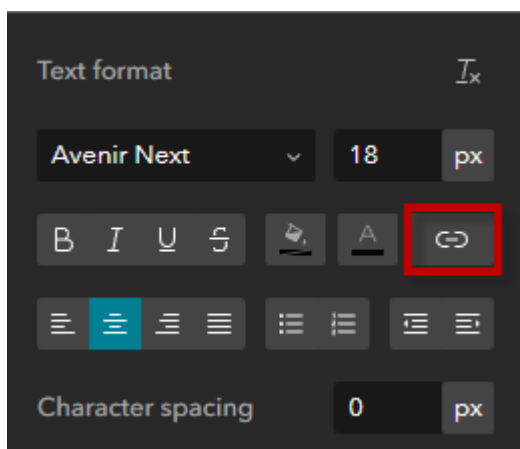 Text format
Avenir Next 18 px
B I U S A
Character spacing 0 px